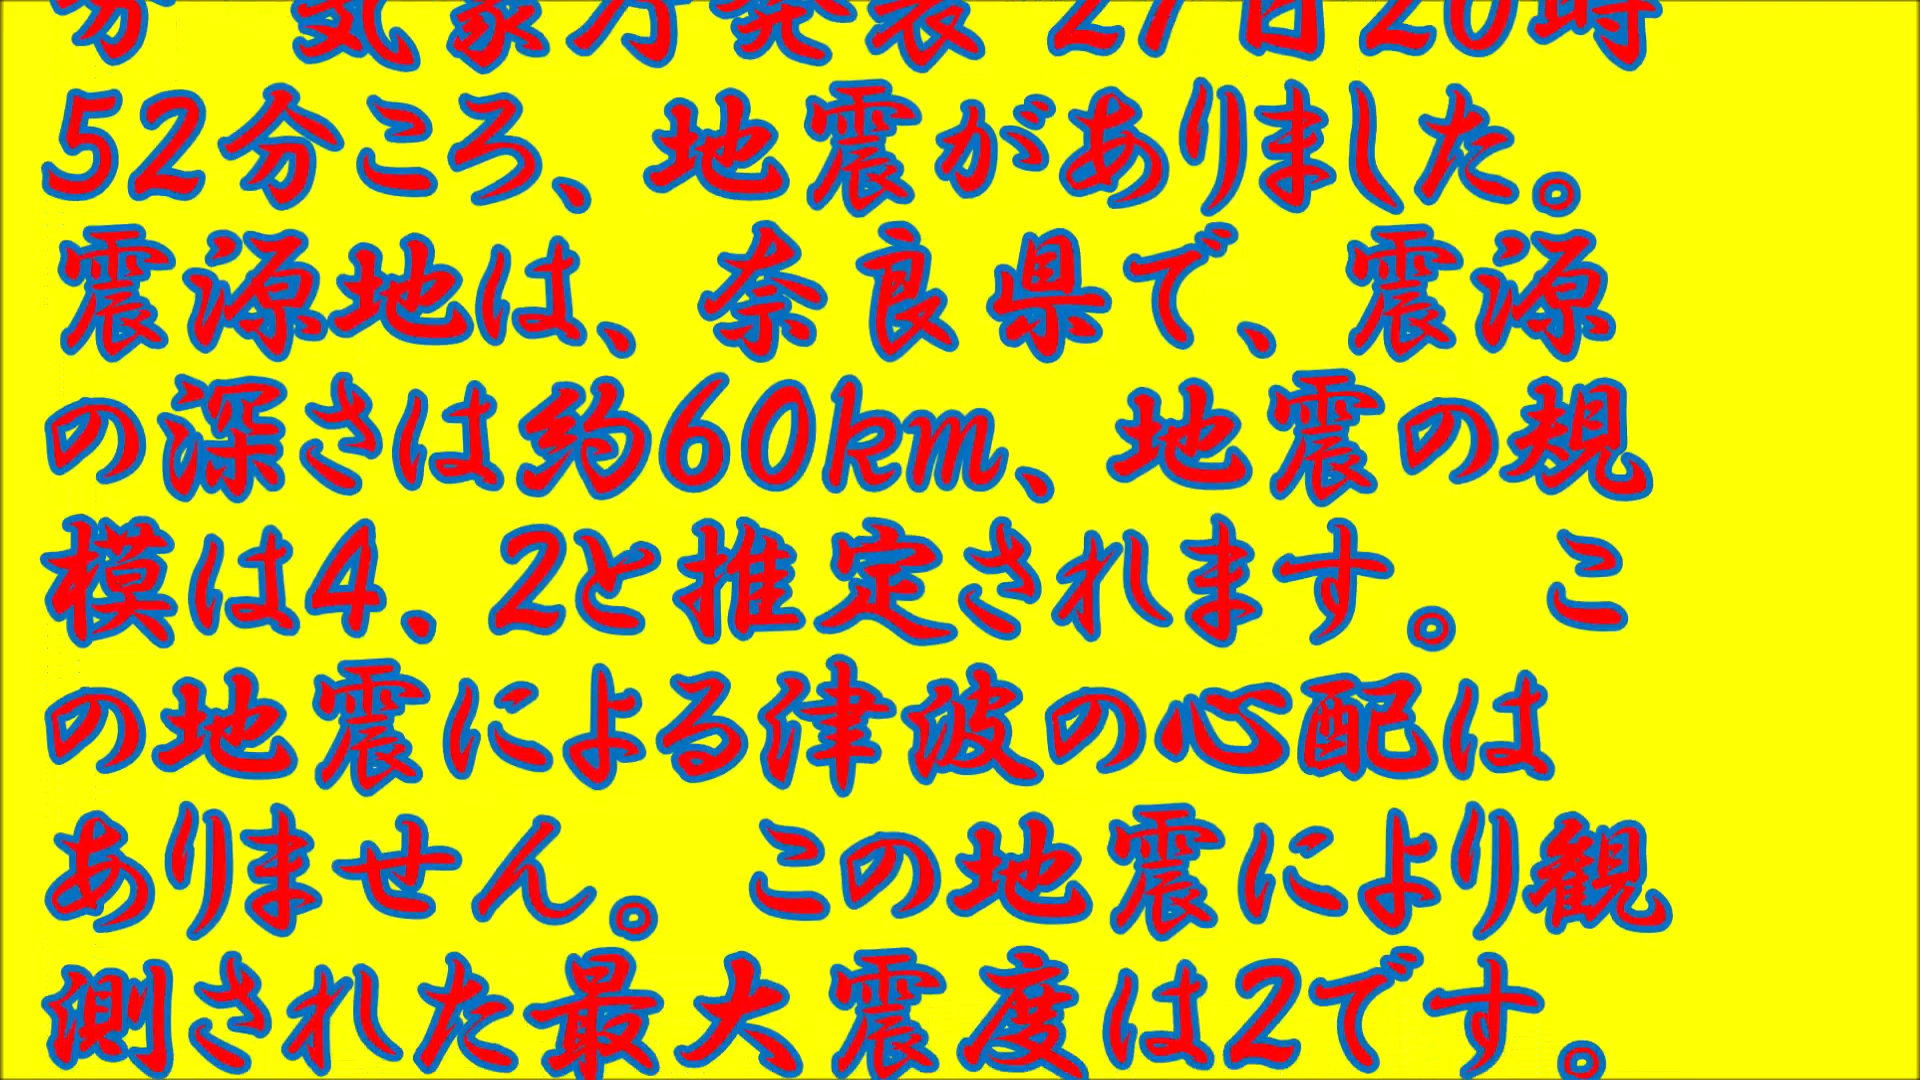 分 気象庁発表 27日20時
52分ころ、地震がありました。
震源地は、奈良県で、震源
の深さは約60km、地震の規
模は4．2と推定されます。こ
の地震による津波の心配は
ありません。この地震により観
測された最大震度は2です。